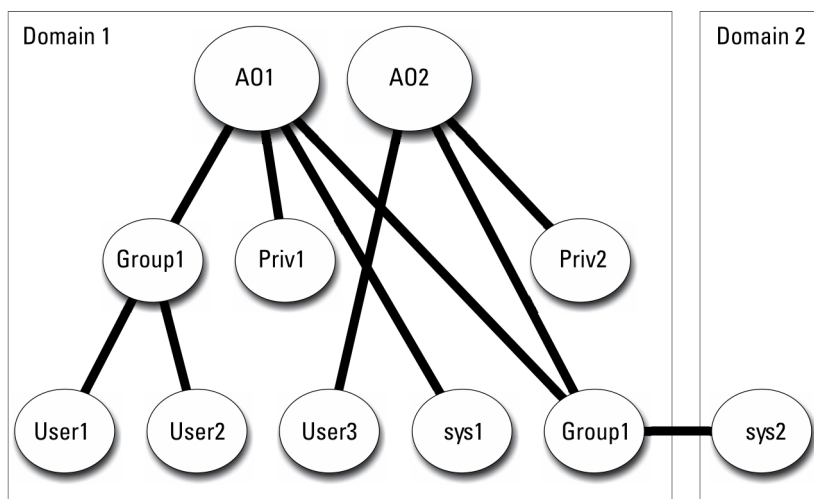 Domain 1
Domain 2
AO1
AO2
Group1
Priv1
Priv2
User1
User2
User3
sys1
Group1
sys2